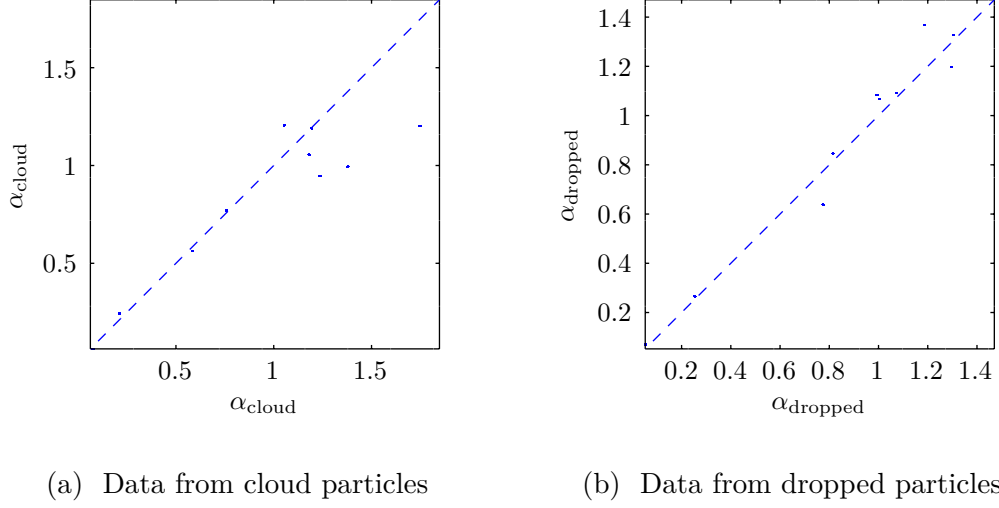 1.5
1
0.5
α_cloud
0.5 1 1.5
α_cloud
(a) Data from cloud particles
1.4
1.2
1
0.8
0.6
0.4
0.2
α_dropped
0.2 0.4 0.6 0.8 1 1.2 1.4
α_dropped
(b) Data from dropped particles